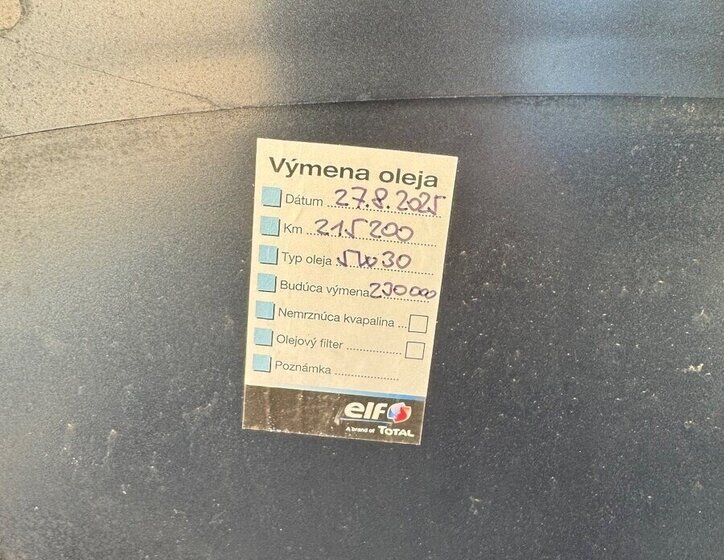 Výmena oleja
Dátum ........ 27.8.2025
Km ........ 215200
Typ oleja ........ 5W30
Budúca výmena 230000
Nemrznúca kvapalina ...
Olejový filter ........
Poznámka ........
elf
A brand of TOTAL